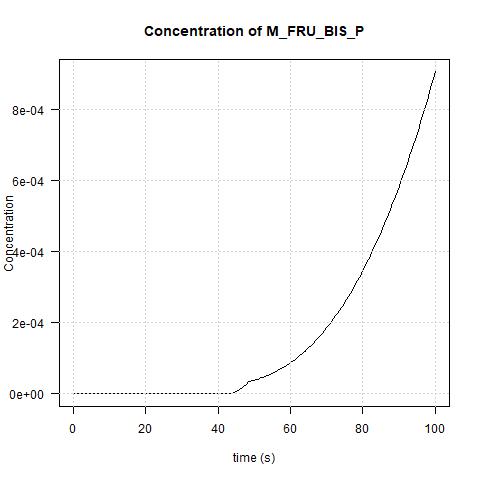 Concentration of M_FRU_BIS_P
Concentration
8e-04
6e-04
4e-04
2e-04
0e+00
0 20 40 60 80 100
time (s)